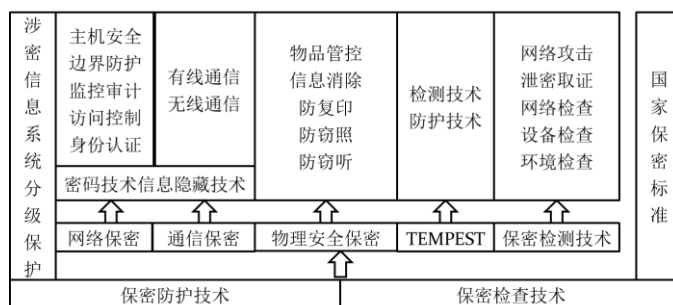 涉密信息系统分级保护
主机安全
边界防护
监控审计
访问控制
身份认证
有线通信
无线通信
密码技术信息隐藏技术
物品管控
信息消除
防复印
防窃照
防窃听
检测技术
防护技术
网络攻击
泄密取证
网络检查
设备检查
环境检查
国家保密标准
网络保密
通信保密
物理安全保密
TEMPEST
保密检测技术
保密防护技术
保密检查技术